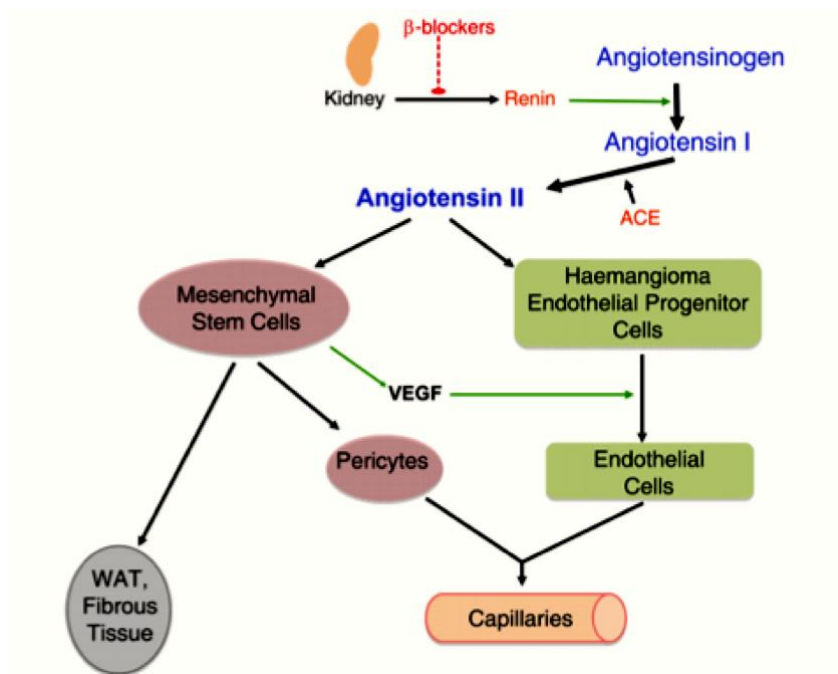 β-blockers
Angiotensinogen
Kidney
Renin
Angiotensin I
Angiotensin II
ACE
Mesenchymal
Stem Cells
Haemangioma
Endothelial Progenitor
Cells
VEGF
Pericytes
Endothelial
Cells
WAT,
Fibrous
Tissue
Capillaries